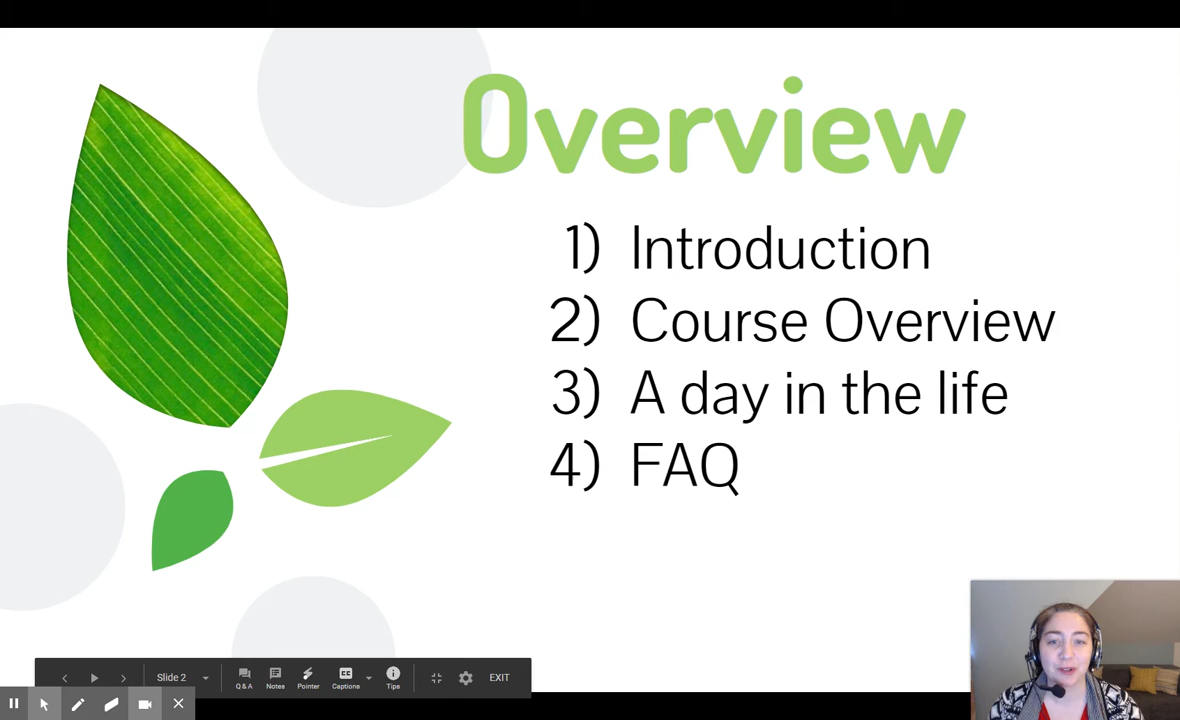 Overview
1) Introduction
2) Course Overview
3) A day in the life
4) FAQ
Slide 2
Q & A
Notes
Pointer
Captions
Tips
EXIT